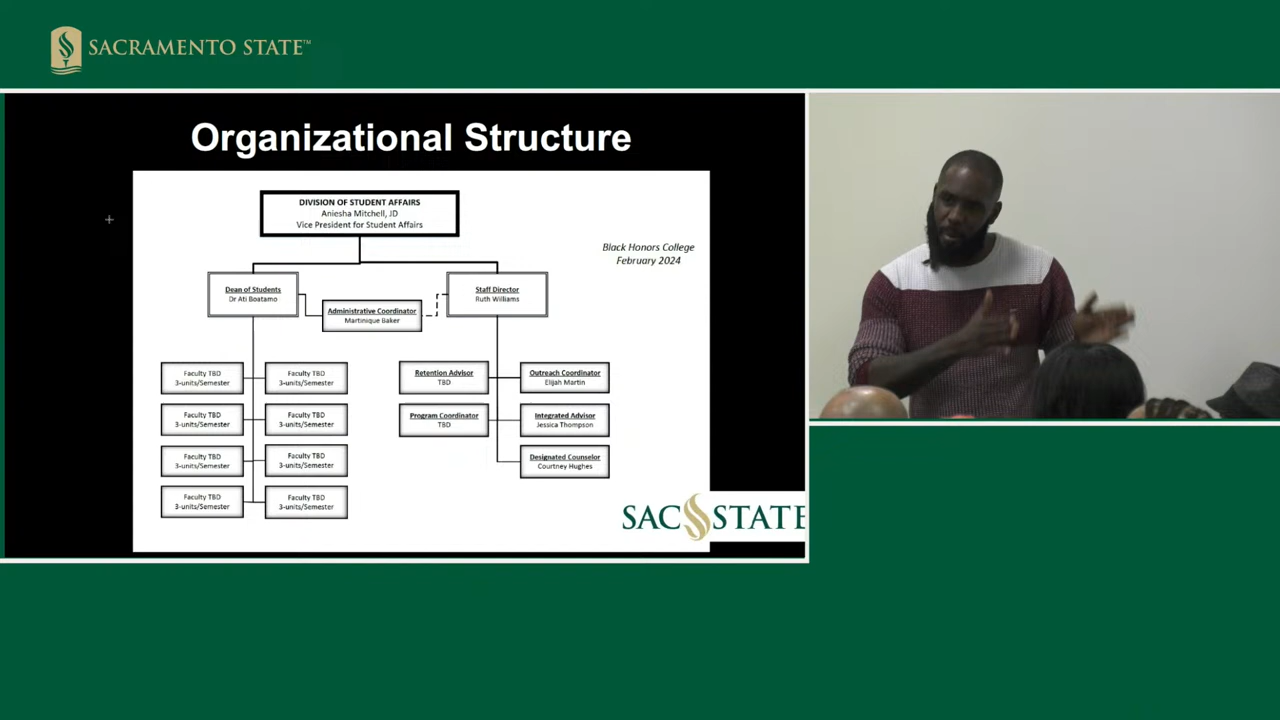 SACRAMENTO STATE™
Organizational Structure
DIVISION OF STUDENT AFFAIRS
Aniesha Mitchell, JD
Vice President for Student Affairs
Black Honors College
February 2024
Dean of Students
Dr Ati Boatamo
Administrative Coordinator
Martinique Baker
Staff Director
Ruth Williams
Faculty TBD
3-units/Semester
Faculty TBD
3-units/Semester
Faculty TBD
3-units/Semester
Faculty TBD
3-units/Semester
Faculty TBD
3-units/Semester
Faculty TBD
3-units/Semester
Faculty TBD
3-units/Semester
Faculty TBD
3-units/Semester
Retention Advisor
TBD
Outreach Coordinator
Elijah Martin
Program Coordinator
TBD
Integrated Advisor
Jessica Thompson
Designated Counselor
Courtney Hughes
SAC STATE